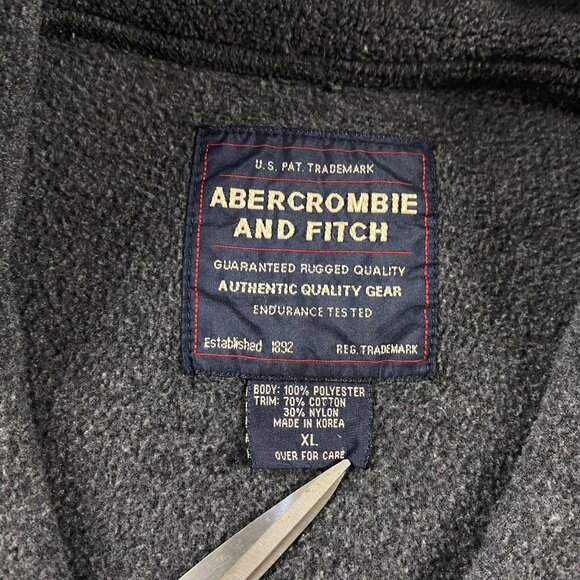 U.S. PAT. TRADEMARK
ABERCROMBIE
AND FITCH
GUARANTEED RUGGED QUALITY
AUTHENTIC QUALITY GEAR
ENDURANCE TESTED
Established 1892 REG. TRADEMARK
BODY: 100% POLYESTER
TRIM: 70% COTTON
30% NYLON
MADE IN KOREA
XL
OVER FOR CARE